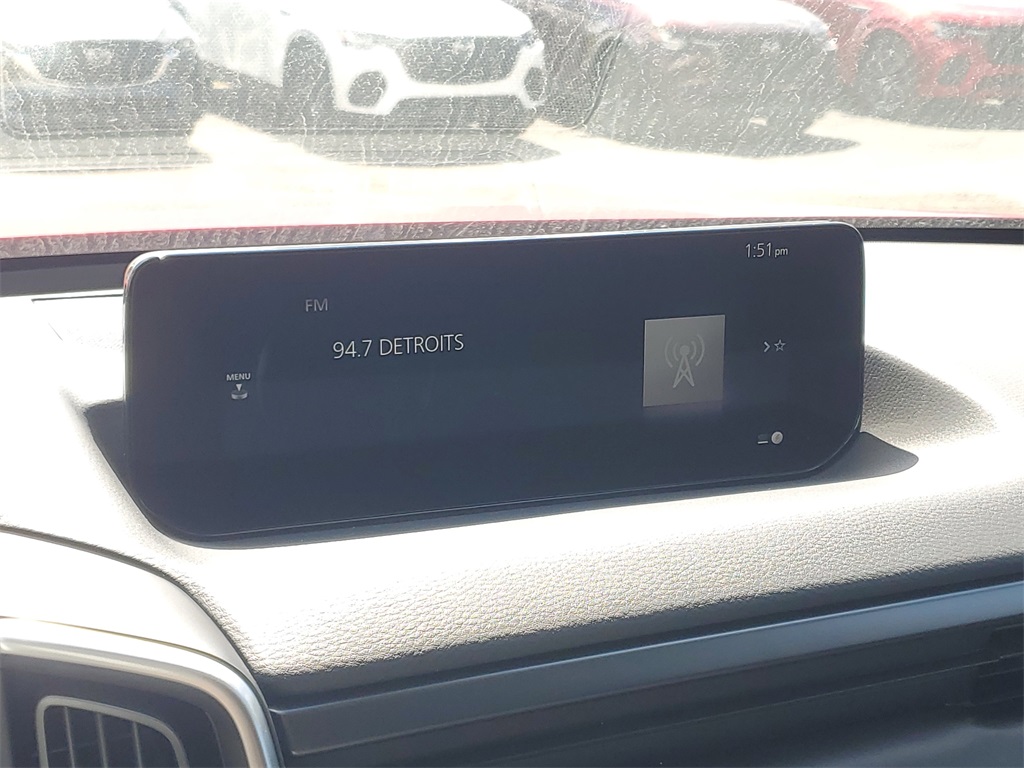 1:51pm
FM
94.7 DETROITS
MENU